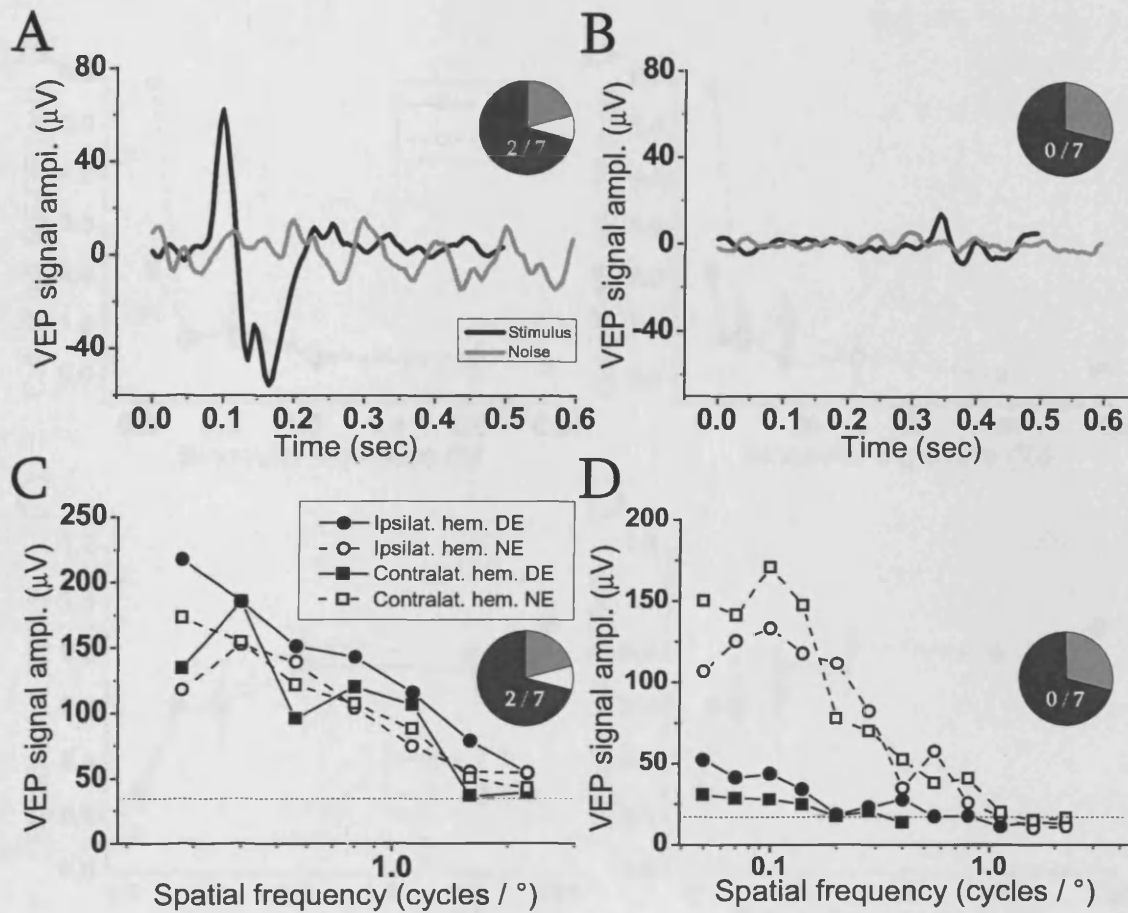 A
B
80
40
0
-40
VEP signal ampl. (µV)
2 / 7
Stimulus
Noise
0.0 0.1 0.2 0.3 0.4 0.5 0.6
Time (sec)
80
40
0
-40
VEP signal ampl. (µV)
0 / 7
0.0 0.1 0.2 0.3 0.4 0.5 0.6
Time (sec)
C
D
250
200
150
100
50
0
VEP signal ampl. (µV)
Ipsilat. hem. DE
Ipsilat. hem. NE
Contralat. hem. DE
Contralat. hem. NE
2 / 7
1.0
Spatial frequency (cycles / °)
200
150
100
50
0
VEP signal ampl. (µV)
0 / 7
0.1 1.0
Spatial frequency (cycles / °)